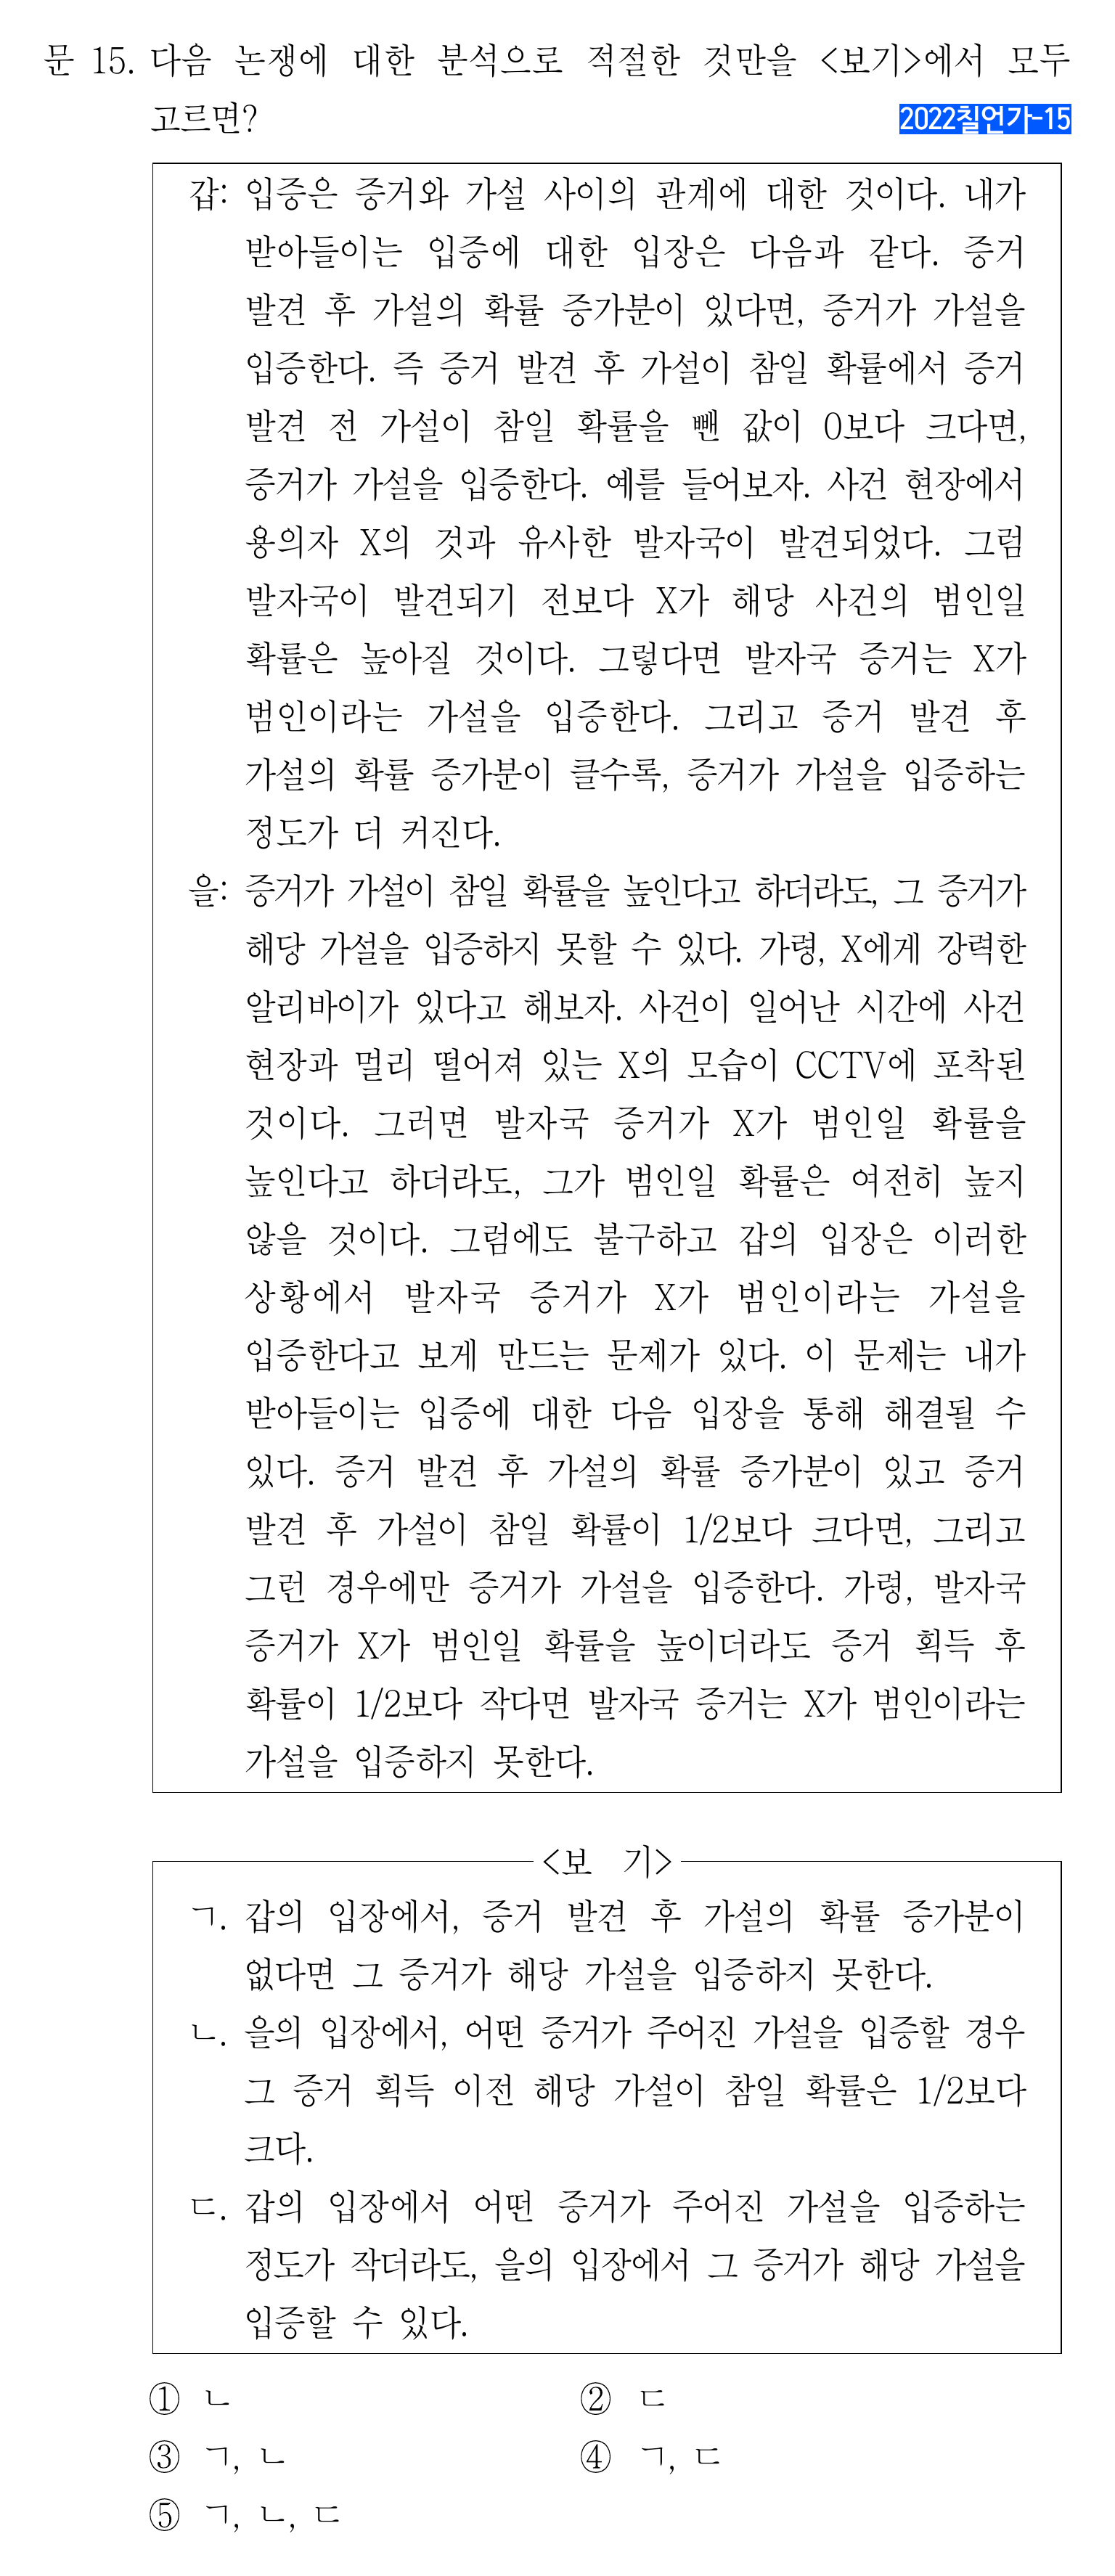 문 15. 다음 논쟁에 대한 분석으로 적절한 것만을 <보기>에서 모두
고르면?
2022칠언가-15
갑: 입증은 증거와 가설 사이의 관계에 대한 것이다. 내가
받아들이는 입증에 대한 입장은 다음과 같다. 증거
발견 후 가설의 확률 증가분이 있다면, 증거가 가설을
입증한다. 즉 증거 발견 후 가설이 참일 확률에서 증거
발견 전 가설이 참일 확률을 뺀 값이 0보다 크다면,
증거가 가설을 입증한다. 예를 들어보자. 사건 현장에서
용의자 X의 것과 유사한 발자국이 발견되었다. 그럼
발자국이 발견되기 전보다 X가 해당 사건의 범인일
확률은 높아질 것이다. 그렇다면 발자국 증거는 X가
범인이라는 가설을 입증한다. 그리고 증거 발견 후
가설의 확률 증가분이 클수록, 증거가 가설을 입증하는
정도가 더 커진다.
을: 증거가 가설이 참일 확률을 높인다고 하더라도, 그 증거가
해당 가설을 입증하지 못할 수 있다. 가령, X에게 강력한
알리바이가 있다고 해보자. 사건이 일어난 시간에 사건
현장과 멀리 떨어져 있는 X의 모습이 CCTV에 포착된
것이다. 그러면 발자국 증거가 X가 범인일 확률을
높인다고 하더라도, 그가 범인일 확률은 여전히 높지
않을 것이다. 그럼에도 불구하고 갑의 입장은 이러한
상황에서 발자국 증거가 X가 범인이라는 가설을
입증한다고 보게 만드는 문제가 있다. 이 문제는 내가
받아들이는 입증에 대한 다음 입장을 통해 해결될 수
있다. 증거 발견 후 가설의 확률 증가분이 있고 증거
발견 후 가설이 참일 확률이 1/2보다 크다면, 그리고
그런 경우에만 증거가 가설을 입증한다. 가령, 발자국
증거가 X가 범인일 확률을 높이더라도 증거 획득 후
확률이 1/2보다 작다면 발자국 증거는 X가 범인이라는
가설을 입증하지 못한다.
<보 기>
ㄱ. 갑의 입장에서, 증거 발견 후 가설의 확률 증가분이
없다면 그 증거가 해당 가설을 입증하지 못한다.
ㄴ. 을의 입장에서, 어떤 증거가 주어진 가설을 입증할 경우
그 증거 획득 이전 해당 가설이 참일 확률은 1/2보다
크다.
ㄷ. 갑의 입장에서 어떤 증거가 주어진 가설을 입증하는
정도가 작더라도, 을의 입장에서 그 증거가 해당 가설을
입증할 수 있다.
① ㄴ ② ㄷ
③ ㄱ, ㄴ ④ ㄱ, ㄷ
⑤ ㄱ, ㄴ, ㄷ